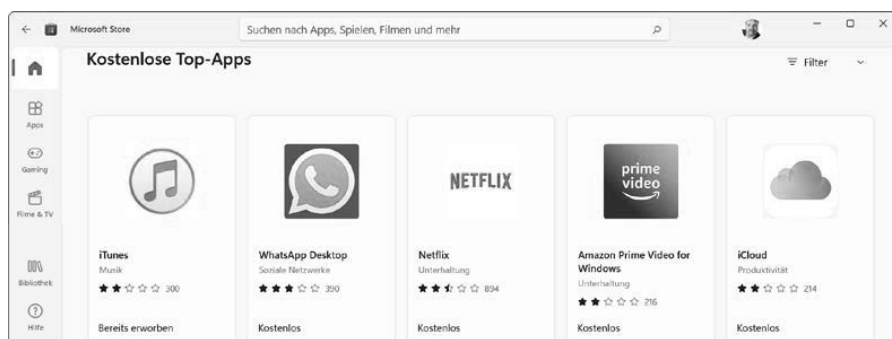 Microsoft Store
Suchen nach Apps, Spielen, Filmen und mehr
Kostenlose Top-Apps
Filter
Apps
Gaming
Filme & TV
Bibliothek
Hilfe
NETFLIX
prime
video
iTunes
Musik
300
Bereits erworben
WhatsApp Desktop
Soziale Netzwerke
390
Kostenlos
Netflix
Unterhaltung
894
Kostenlos
Amazon Prime Video for
Windows
Unterhaltung
216
Kostenlos
iCloud
Produktivität
214
Kostenlos